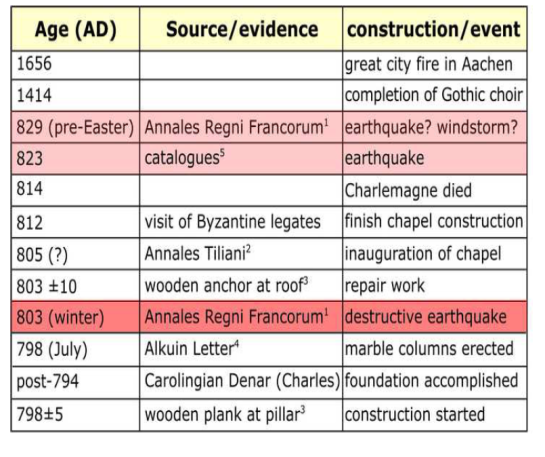 Age (AD) Source/evidence construction/event
1656 great city fire in Aachen
1414 completion of Gothic choir
829 (pre-Easter) Annales Regni Francorum¹ earthquake? windstorm?
823 catalogues⁵ earthquake
814 Charlemagne died
812 visit of Byzantine legates finish chapel construction
805 (?) Annales Tiliani² inauguration of chapel
803 ±10 wooden anchor at roof³ repair work
803 (winter) Annales Regni Francorum¹ destructive earthquake
798 (July) Alkuin Letter⁴ marble columns erected
post-794 Carolingian Denar (Charles) foundation accomplished
798±5 wooden plank at pillar³ construction started